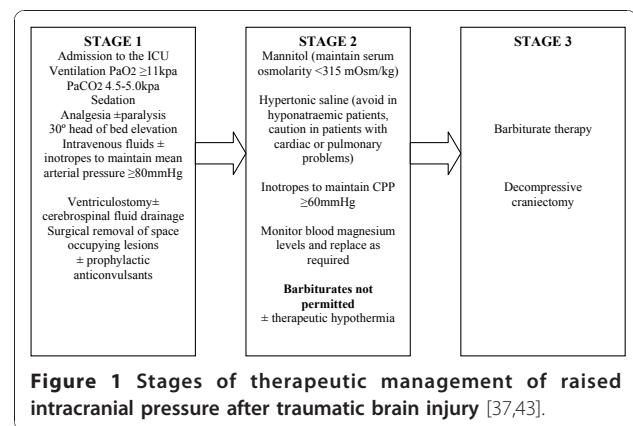 STAGE 1
Admission to the ICU
Ventilation PaO2 ≥11kpa
PaCO2 4.5-5.0kpa
Sedation
Analgesia ±paralysis
30º head of bed elevation
Intravenous fluids ±
inotropes to maintain mean
arterial pressure ≥80mmHg
Ventriculostomy±
cerebrospinal fluid drainage
Surgical removal of space
occupying lesions
± prophylactic
anticonvulsants
STAGE 2
Mannitol (maintain serum
osmolarity <315 mOsm/kg)
Hypertonic saline (avoid in
hyponatraemic patients,
caution in patients with
cardiac or pulmonary
problems)
Inotropes to maintain CPP
≥60mmHg
Monitor blood magnesium
levels and replace as
required
Barbiturates not
permitted
± therapeutic hypothermia
STAGE 3
Barbiturate therapy
Decompressive
craniectomy
Figure 1 Stages of therapeutic management of raised
intracranial pressure after traumatic brain injury [37,43].